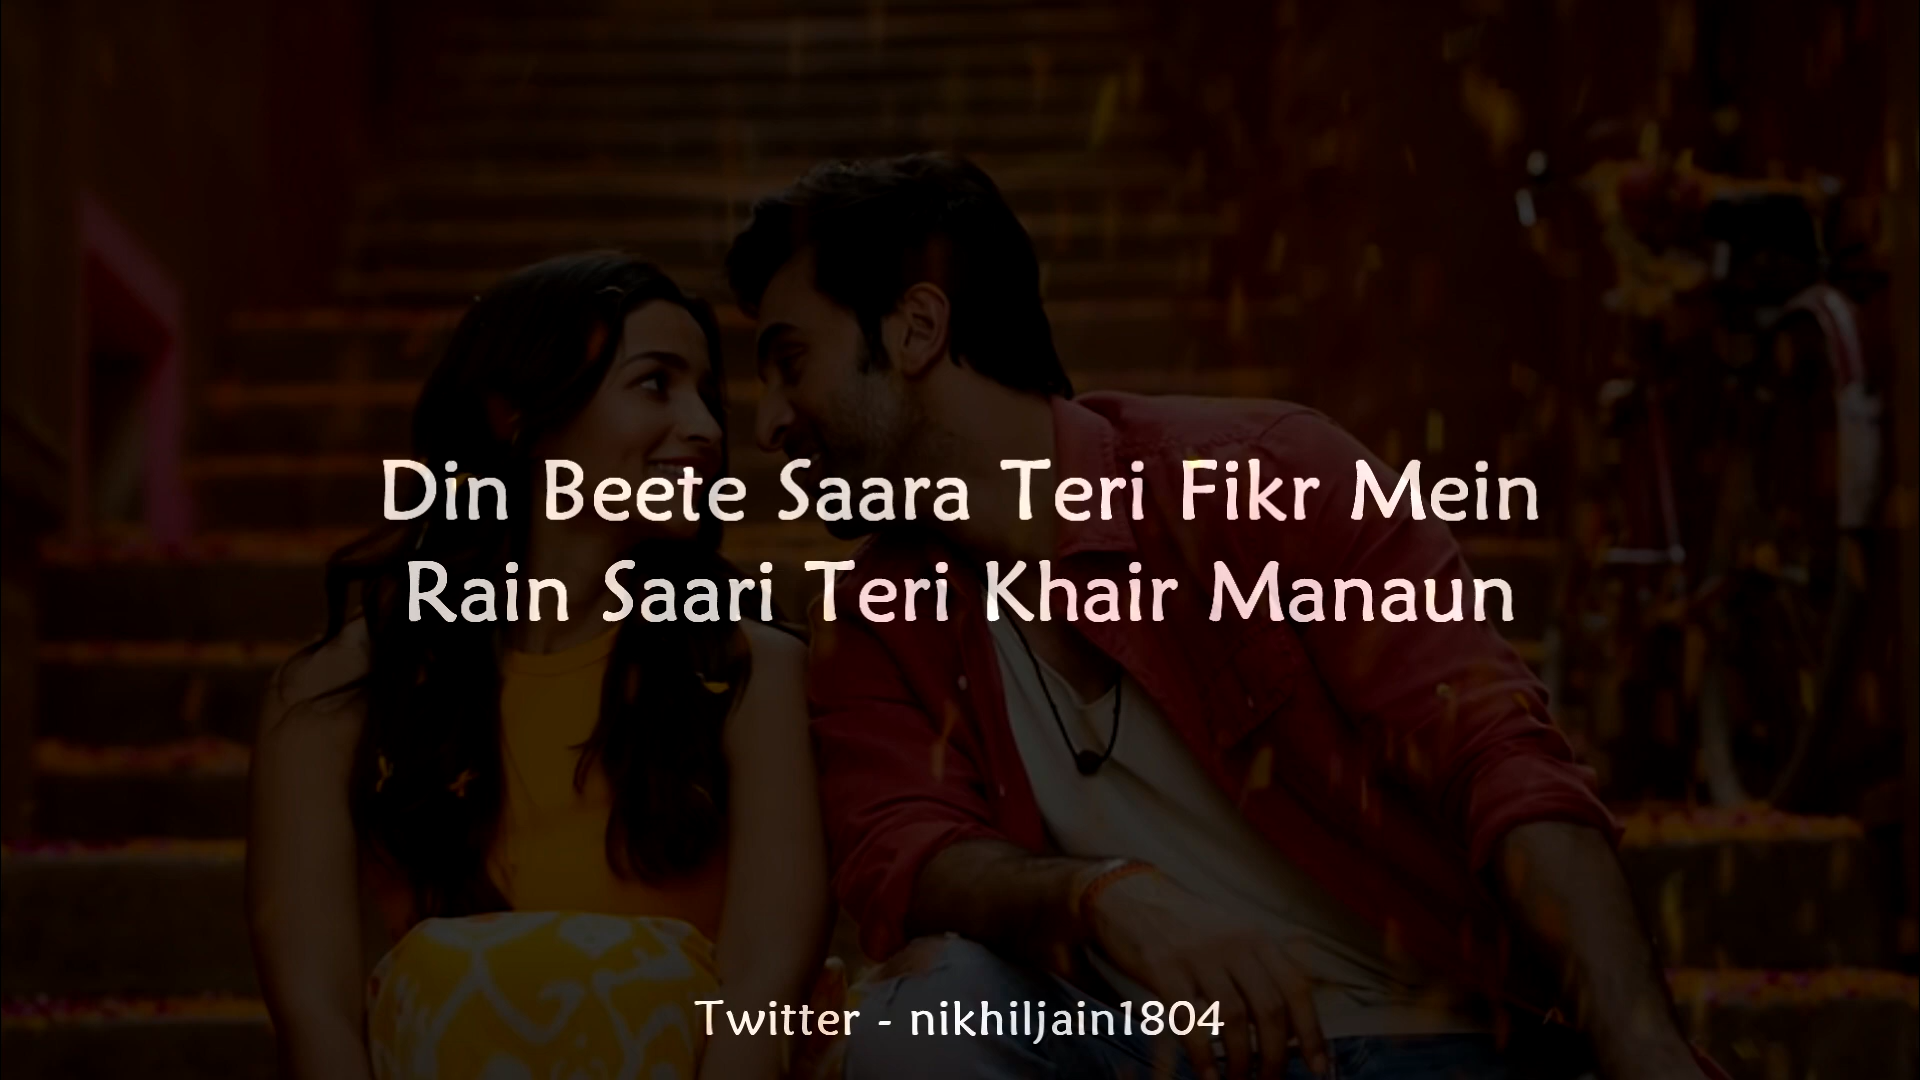 Din Beete Saara Teri Fikr Mein
Rain Saari Teri Khair Manaun
Twitter - nikhiljain1804